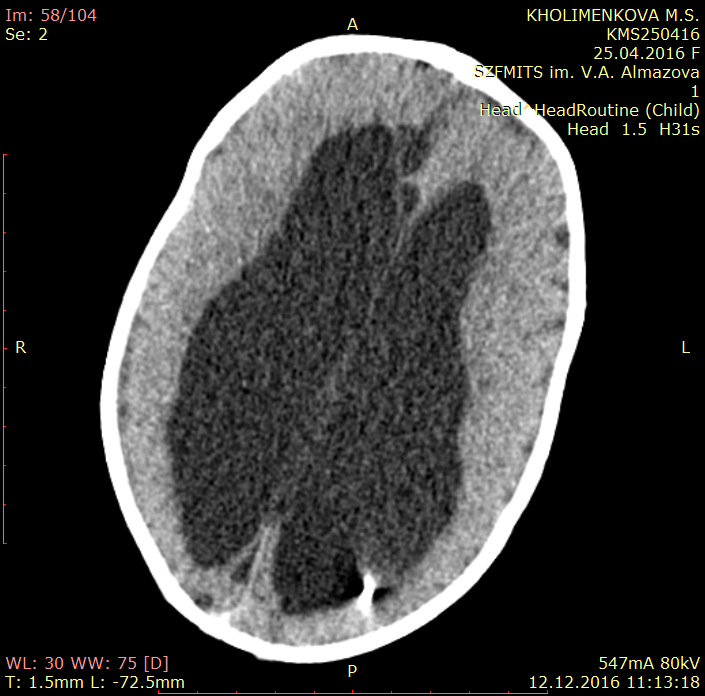 Im: 58/104
Se: 2
A
KHOLIMENKOVA M.S.
KMS250416
25.04.2016 F
SZFMITS im. V.A. Almazova
1
Head^HeadRoutine (Child)
Head 1.5 H31s
R
L
WL: 30 WW: 75 [D]
T: 1.5mm L: -72.5mm
P
547mA 80kV
12.12.2016 11:13:18